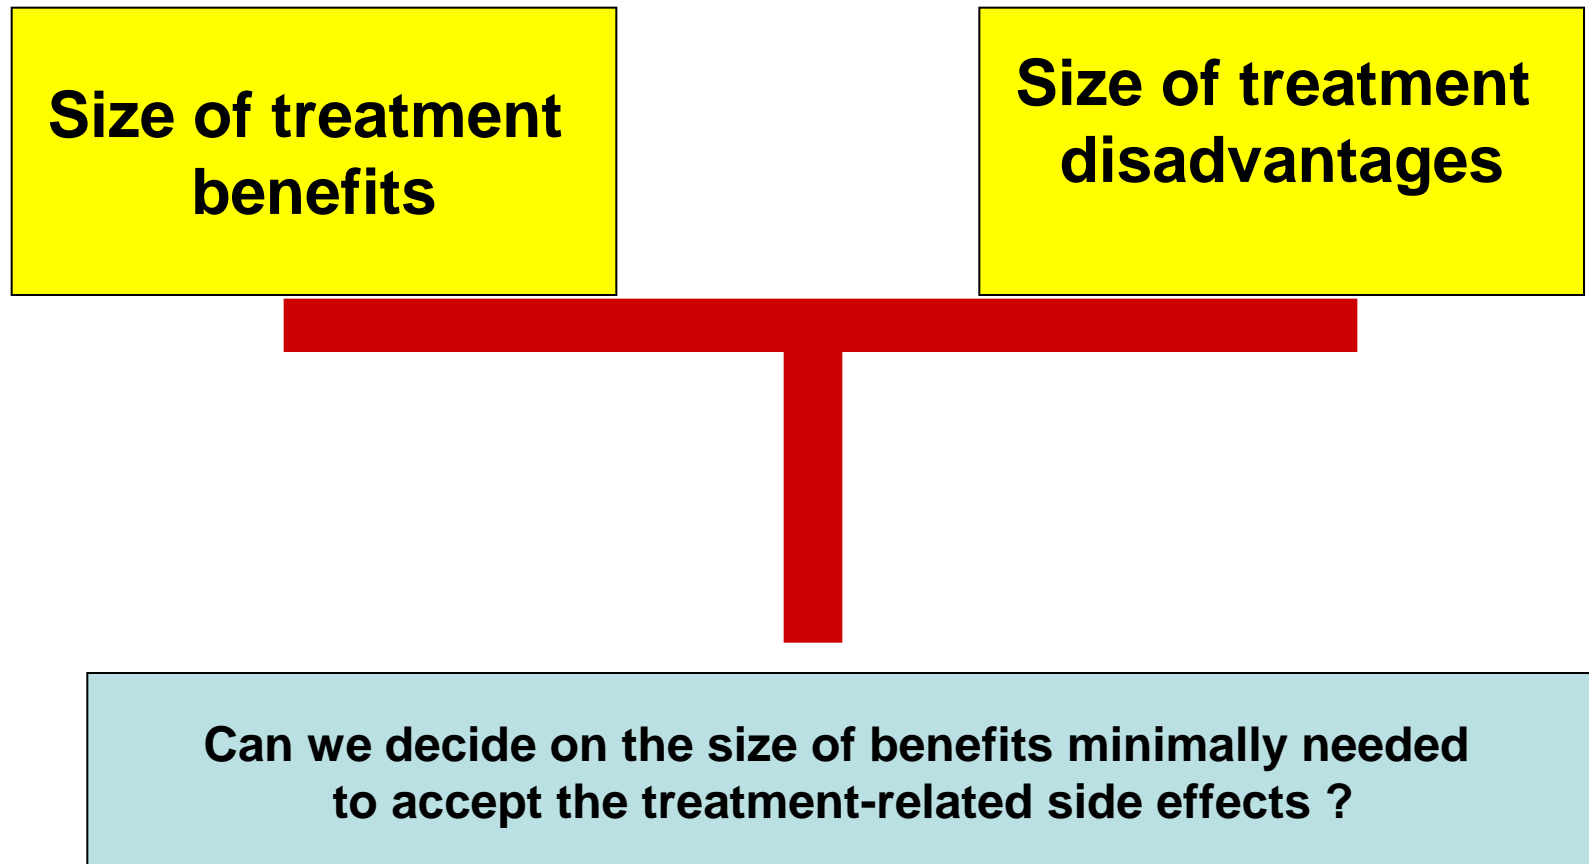 Size of treatment
benefits
Size of treatment
disadvantages
Can we decide on the size of benefits minimally needed
to accept the treatment-related side effects ?